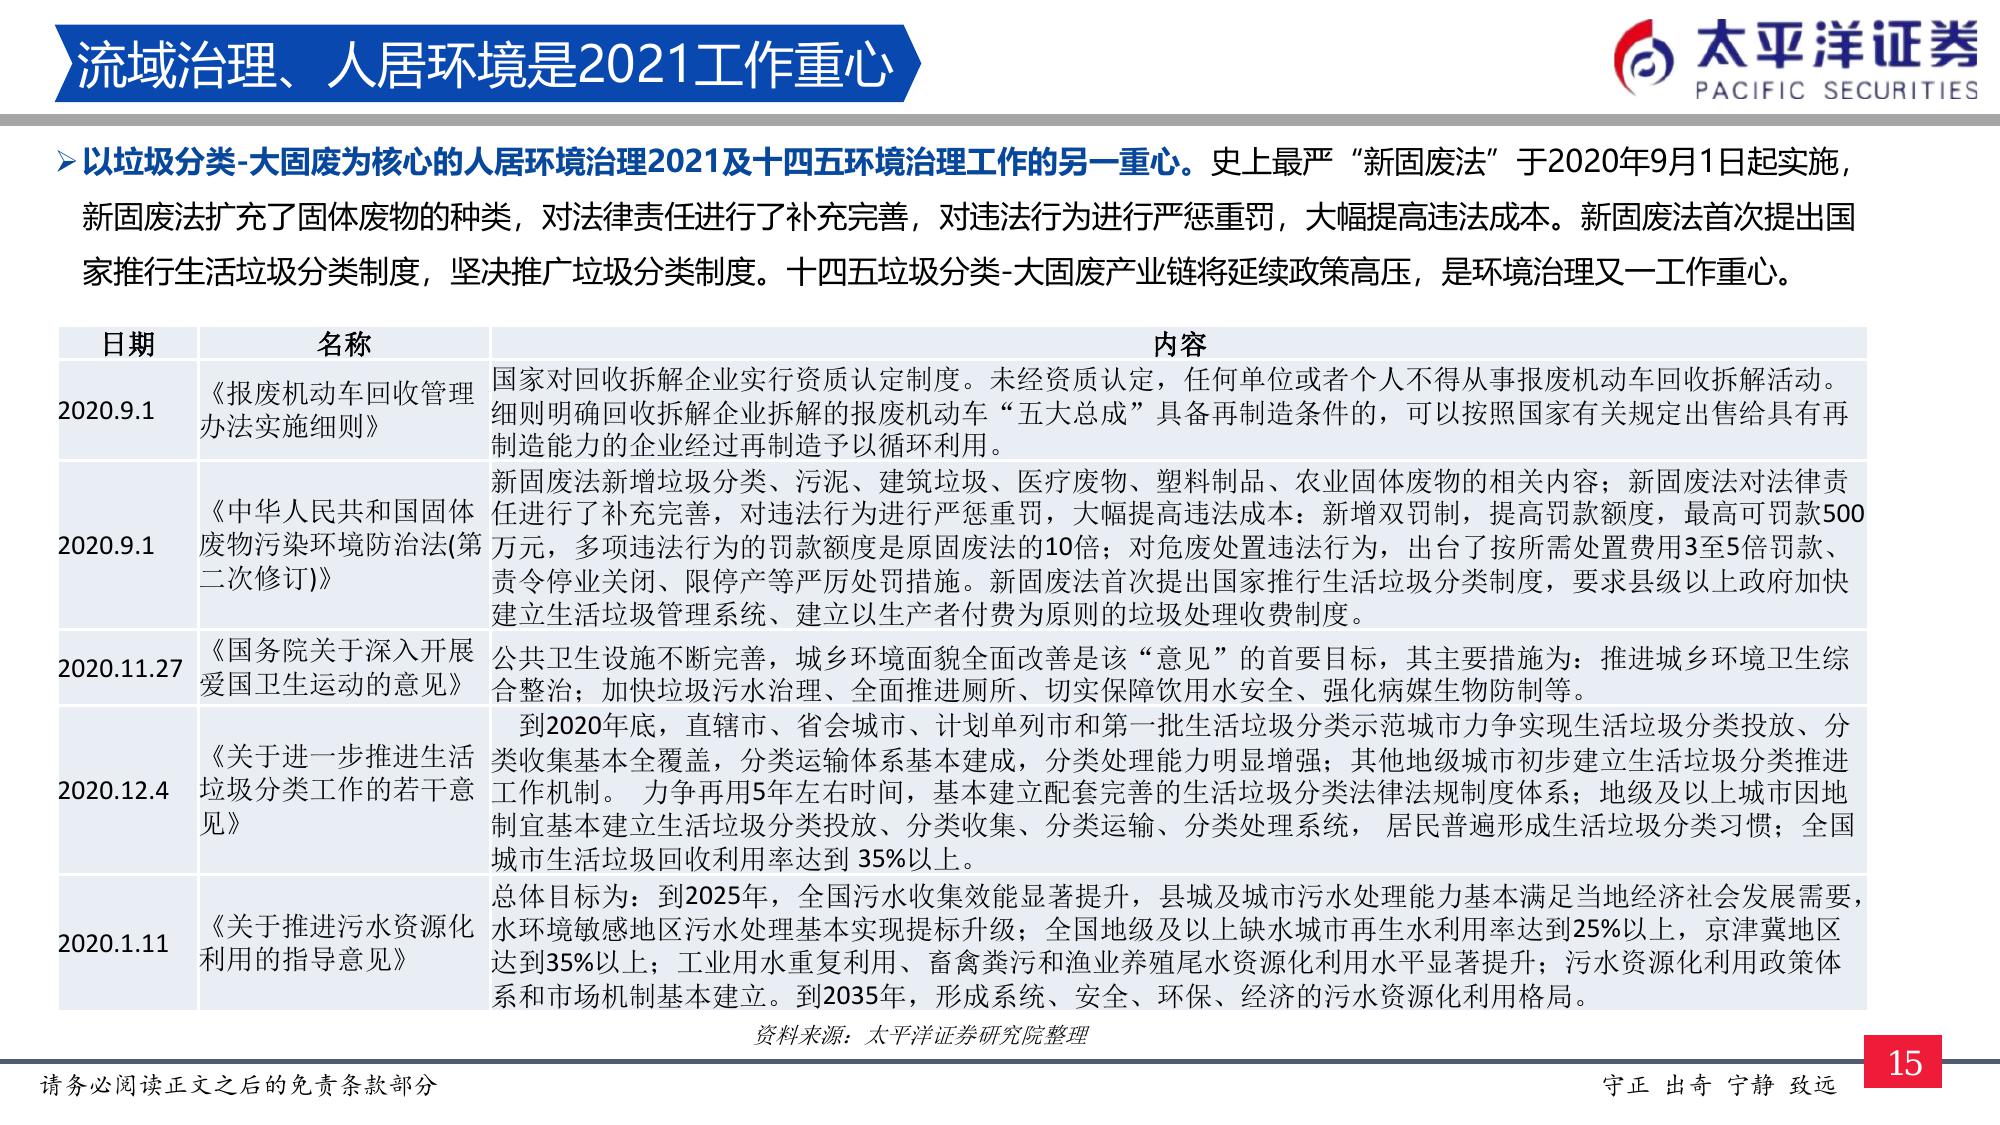 流域治理、人居环境是2021工作重心
太平洋证券
PACIFIC SECURITIES
以垃圾分类-大固废为核心的人居环境治理2021及十四五环境治理工作的另一重心。史上最严“新固废法”于2020年9月1日起实施，
新固废法扩充了固体废物的种类，对法律责任进行了补充完善，对违法行为进行严惩重罚，大幅提高违法成本。新固废法首次提出国
家推行生活垃圾分类制度，坚决推广垃圾分类制度。十四五垃圾分类-大固废产业链将延续政策高压，是环境治理又一工作重心。
日期 名称 内容
2020.9.1
《报废机动车回收管理
办法实施细则》
国家对回收拆解企业实行资质认定制度。未经资质认定，任何单位或者个人不得从事报废机动车回收拆解活动。
细则明确回收拆解企业拆解的报废机动车“五大总成”具备再制造条件的，可以按照国家有关规定出售给具有再
制造能力的企业经过再制造予以循环利用。
2020.9.1
《中华人民共和国固体
废物污染环境防治法(第
二次修订)》
新固废法新增垃圾分类、污泥、建筑垃圾、医疗废物、塑料制品、农业固体废物的相关内容；新固废法对法律责
任进行了补充完善，对违法行为进行严惩重罚，大幅提高违法成本：新增双罚制，提高罚款额度，最高可罚款500
万元，多项违法行为的罚款额度是原固废法的10倍；对危废处置违法行为，出台了按所需处置费用3至5倍罚款、
责令停业关闭、限停产等严厉处罚措施。新固废法首次提出国家推行生活垃圾分类制度，要求县级以上政府加快
建立生活垃圾管理系统、建立以生产者付费为原则的垃圾处理收费制度。
2020.11.27
《国务院关于深入开展
爱国卫生运动的意见》
公共卫生设施不断完善，城乡环境面貌全面改善是该“意见”的首要目标，其主要措施为：推进城乡环境卫生综
合整治；加快垃圾污水治理、全面推进厕所、切实保障饮用水安全、强化病媒生物防制等。
2020.12.4
《关于进一步推进生活
垃圾分类工作的若干意
见》
到2020年底，直辖市、省会城市、计划单列市和第一批生活垃圾分类示范城市力争实现生活垃圾分类投放、分
类收集基本全覆盖，分类运输体系基本建成，分类处理能力明显增强；其他地级城市初步建立生活垃圾分类推进
工作机制。 力争再用5年左右时间，基本建立配套完善的生活垃圾分类法律法规制度体系；地级及以上城市因地
制宜基本建立生活垃圾分类投放、分类收集、分类运输、分类处理系统， 居民普遍形成生活垃圾分类习惯；全国
城市生活垃圾回收利用率达到 35%以上。
2020.1.11
《关于推进污水资源化
利用的指导意见》
总体目标为：到2025年，全国污水收集效能显著提升，县城及城市污水处理能力基本满足当地经济社会发展需要，
水环境敏感地区污水处理基本实现提标升级；全国地级及以上缺水城市再生水利用率达到25%以上，京津冀地区
达到35%以上；工业用水重复利用、畜禽粪污和渔业养殖尾水资源化利用水平显著提升；污水资源化利用政策体
系和市场机制基本建立。到2035年，形成系统、安全、环保、经济的污水资源化利用格局。
资料来源：太平洋证券研究院整理
请务必阅读正文之后的免责条款部分
守正 出奇 宁静 致远
15